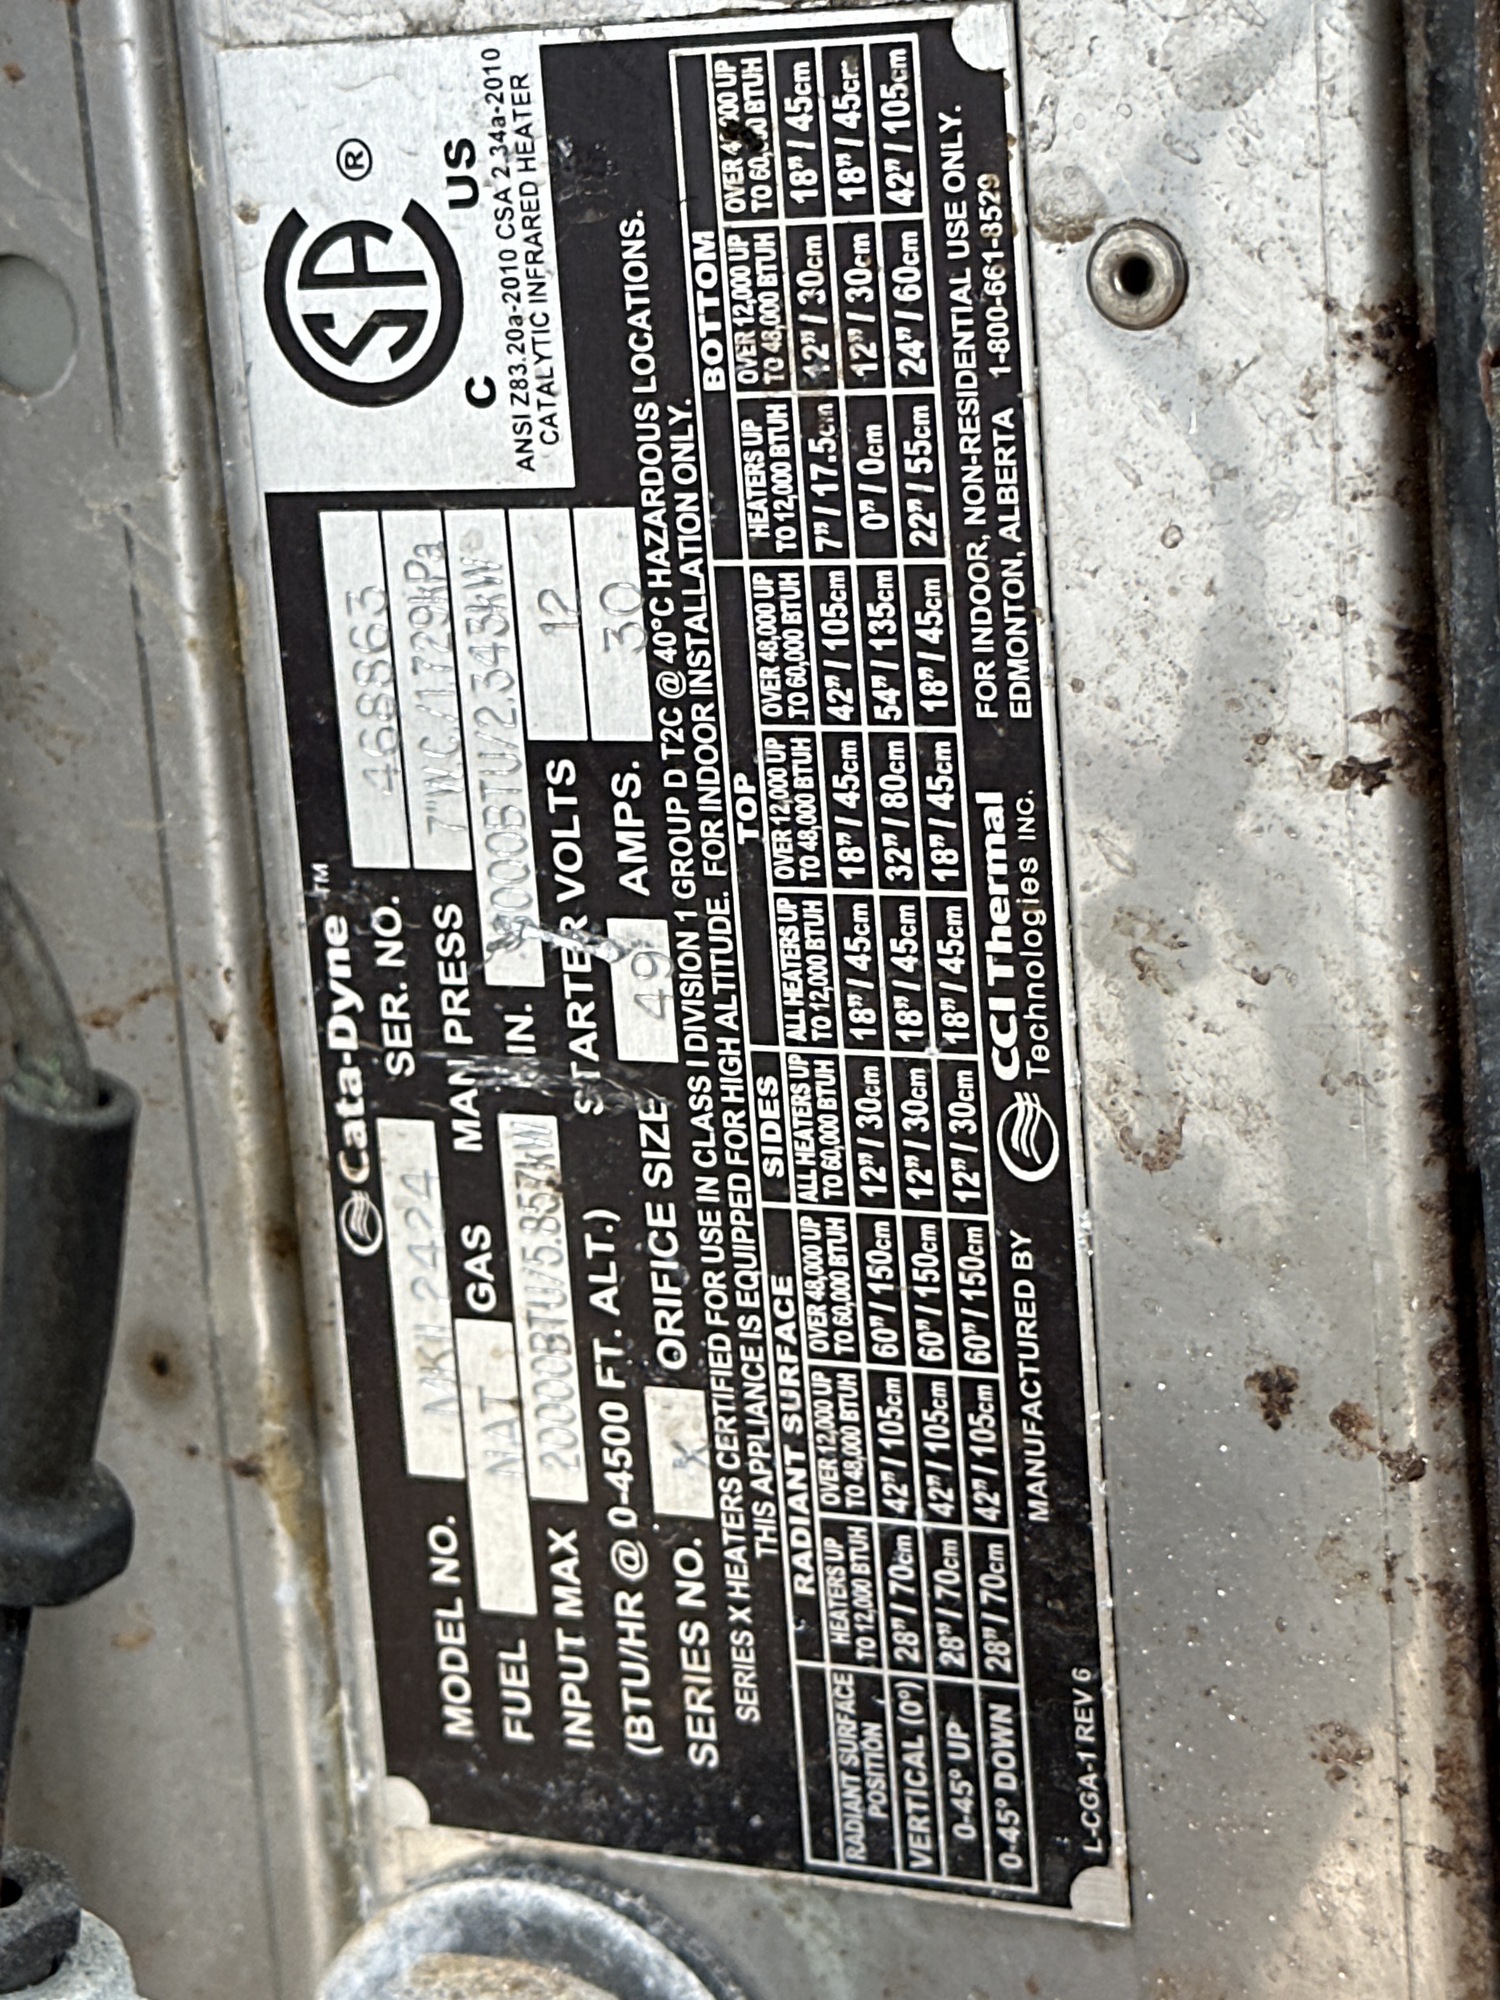 Cata-Dyne™
MODEL NO. MKII 2424 SER. NO. 468863
FUEL NAT GAS MAN PRESS 7"WC/1.729kPa
INPUT MAX 20000BTU/5.857kW IN. 8000BTU/2.343kW
(BTU/HR @ 0-4500 FT. ALT.) STARTER VOLTS 12
SERIES NO. X ORIFICE SIZE 49 AMPS. 30
SERIES X HEATERS CERTIFIED FOR USE IN CLASS I DIVISION 1 GROUP D T2C @ 40°C HAZARDOUS LOCATIONS.
THIS APPLIANCE IS EQUIPPED FOR HIGH ALTITUDE. FOR INDOOR INSTALLATION ONLY.
CSA ®
C US
ANSI Z83.20a-2010 CSA 2.34a-2010
CATALYTIC INFRARED HEATER
RADIANT SURFACE SIDES TOP BOTTOM
RADIANT SURFACE POSITION HEATERS UP TO 12,000 BTUH OVER 12,000 UP TO 48,000 BTUH OVER 48,000 UP TO 60,000 BTUH ALL HEATERS UP TO 60,000 BTUH ALL HEATERS UP TO 12,000 BTUH OVER 12,000 UP TO 48,000 BTUH OVER 48,000 UP TO 60,000 BTUH HEATERS UP TO 12,000 BTUH OVER 12,000 UP TO 48,000 BTUH OVER UP TO BTUH
VERTICAL (0°) 28"/70cm 42"/105cm 60"/150cm 12"/30cm 18"/45cm 18"/45cm 42"/105cm 7"/17.5cm 12"/30cm 18"/45cm
0-45° UP 28"/70cm 42"/105cm 60"/150cm 12"/30cm 18"/45cm 32"/80cm 54"/135cm 0"/0cm 12"/30cm 18"/45cm
0-45° DOWN 28"/70cm 42"/105cm 60"/150cm 12"/30cm 18"/45cm 18"/45cm 18"/45cm 22"/55cm 24"/60cm 42"/105cm
MANUFACTURED BY CCI Thermal Technologies INC.
FOR INDOOR, NON-RESIDENTIAL USE ONLY.
EDMONTON, ALBERTA 1-800-661-8529
L-CGA-1 REV 6